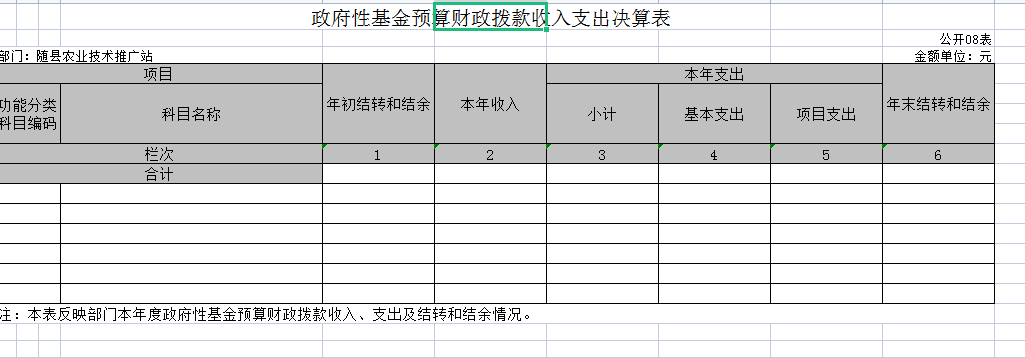 政府性基金预算财政拨款收入支出决算表
公开08表
部门：随县农业技术推广站
金额单位：元
项目
年初结转和结余
本年收入
本年支出
年末结转和结余
功能分类
科目编码
科目名称
小计
基本支出
项目支出
栏次
1
2
3
4
5
6
合计
注：本表反映部门本年度政府性基金预算财政拨款收入、支出及结转和结余情况。